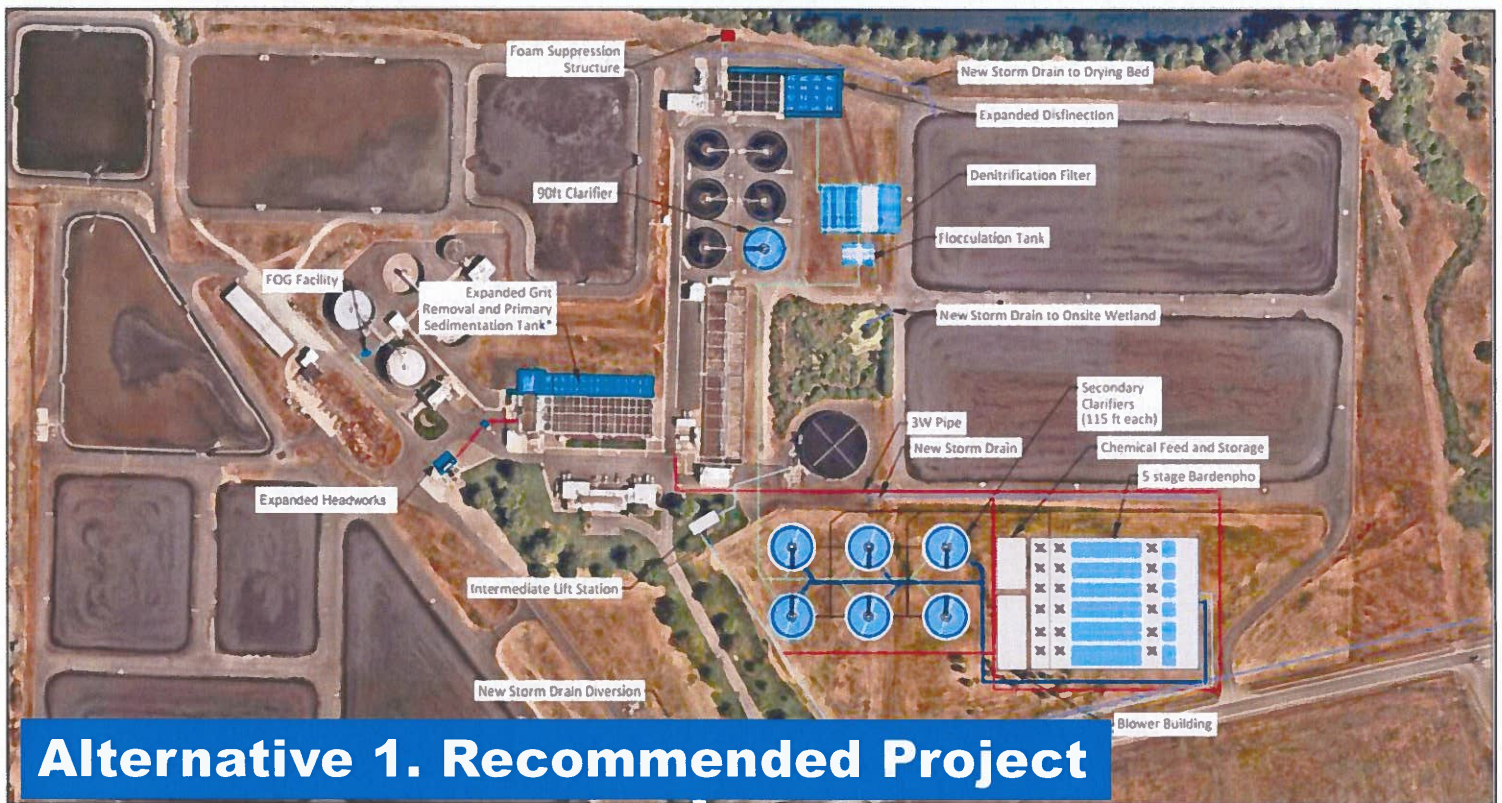 Foam Suppression
Structure
New Storm Drain to Drying Bed
Expanded Disfinection
90ft Clarifier
Denitrification Filter
Flocculation Tank
FOG Facility
Expanded Grit
Removal and Primary
Sedimentation Tank*
New Storm Drain to Onsite Wetland
Secondary
Clarifiers
(115 ft each)
3W Pipe
New Storm Drain
Chemical Feed and Storage
5 stage Bardenpho
Expanded Headworks
Intermediate Lift Station
New Storm Drain Diversion
Blower Building
Alternative 1. Recommended Project